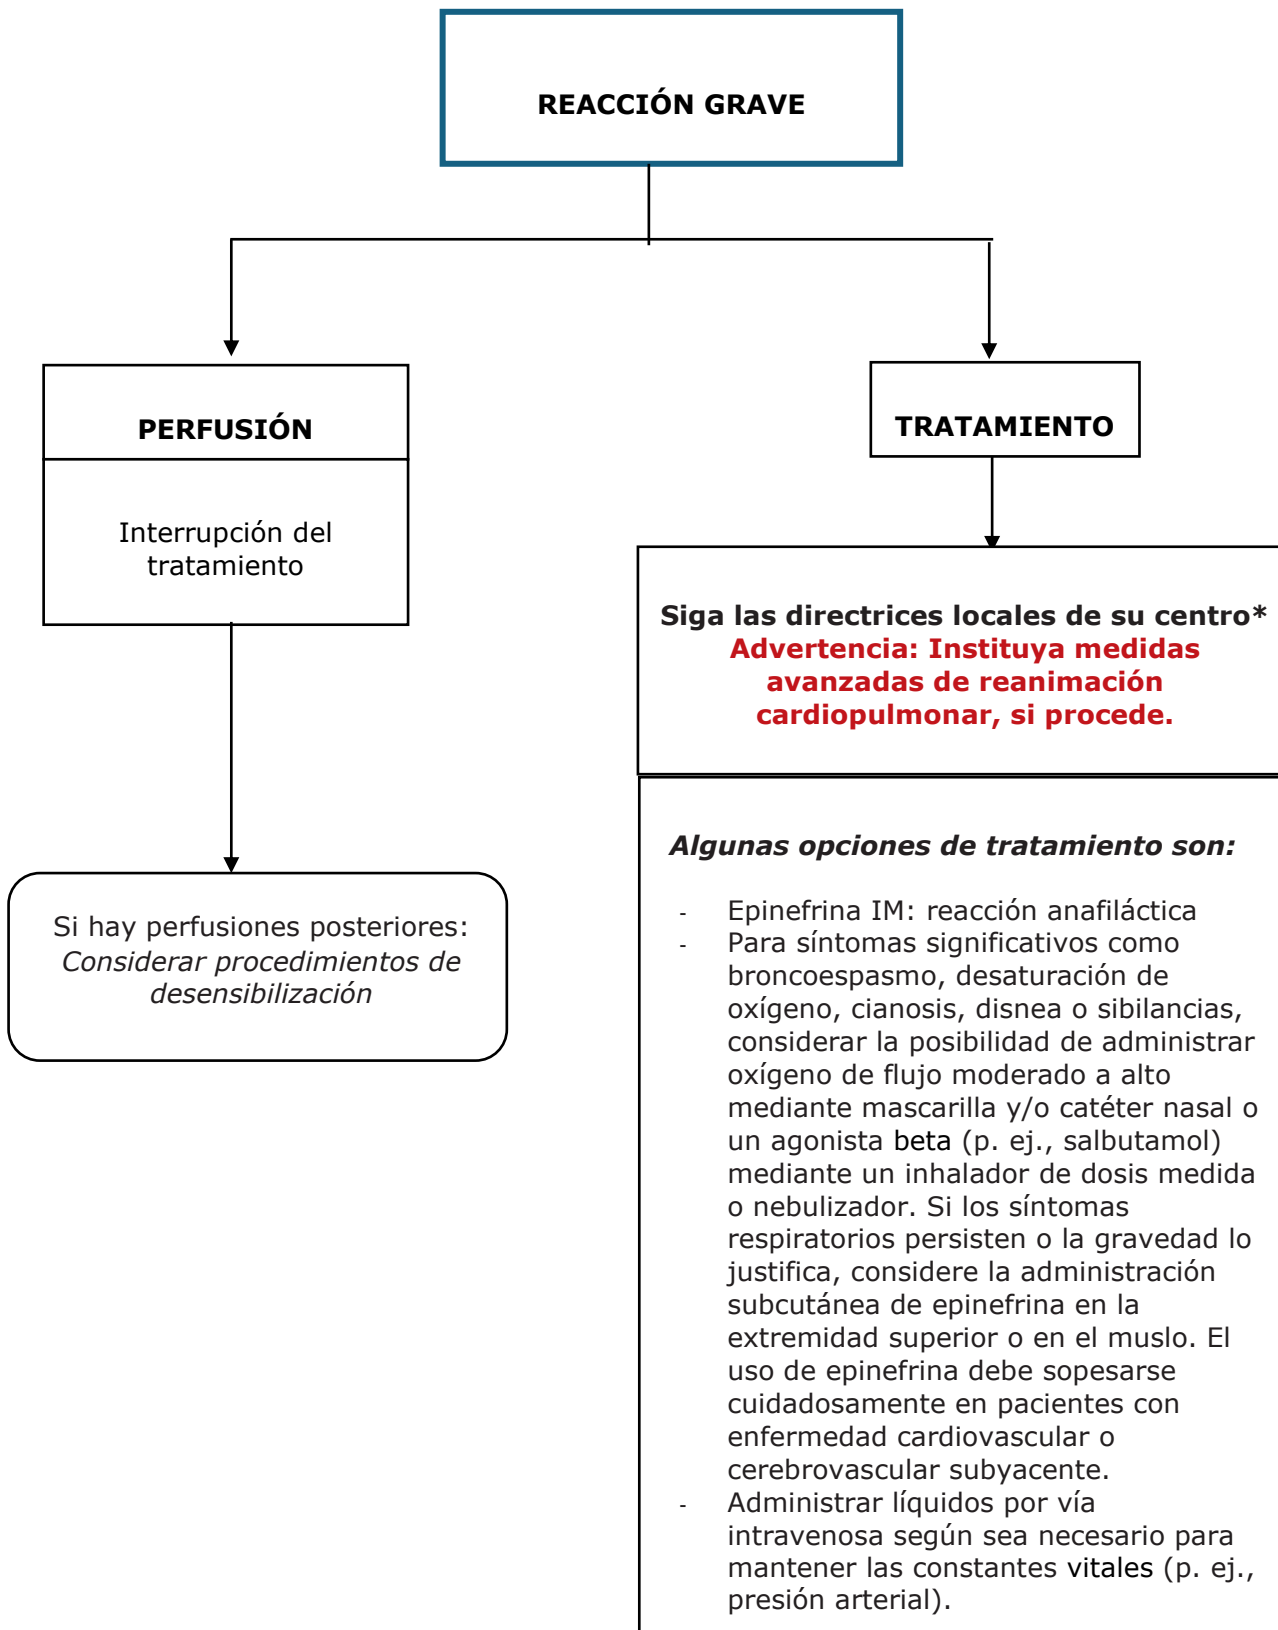 REACCIÓN GRAVE
PERFUSIÓN
Interrupción del
tratamiento
Si hay perfusiones posteriores:
Considerar procedimientos de
desensibilización
TRATAMIENTO
Siga las directrices locales de su centro*
Advertencia: Instituya medidas
avanzadas de reanimación
cardiopulmonar, si procede.
Algunas opciones de tratamiento son:
- Epinefrina IM: reacción anafiláctica
- Para síntomas significativos como
broncoespasmo, desaturación de
oxígeno, cianosis, disnea o sibilancias,
considerar la posibilidad de administrar
oxígeno de flujo moderado a alto
mediante mascarilla y/o catéter nasal o
un agonista beta (p. ej., salbutamol)
mediante un inhalador de dosis medida
o nebulizador. Si los síntomas
respiratorios persisten o la gravedad lo
justifica, considere la administración
subcutánea de epinefrina en la
extremidad superior o en el muslo. El
uso de epinefrina debe sopesarse
cuidadosamente en pacientes con
enfermedad cardiovascular o
cerebrovascular subyacente.
- Administrar líquidos por vía
intravenosa según sea necesario para
mantener las constantes vitales (p. ej.,
presión arterial).